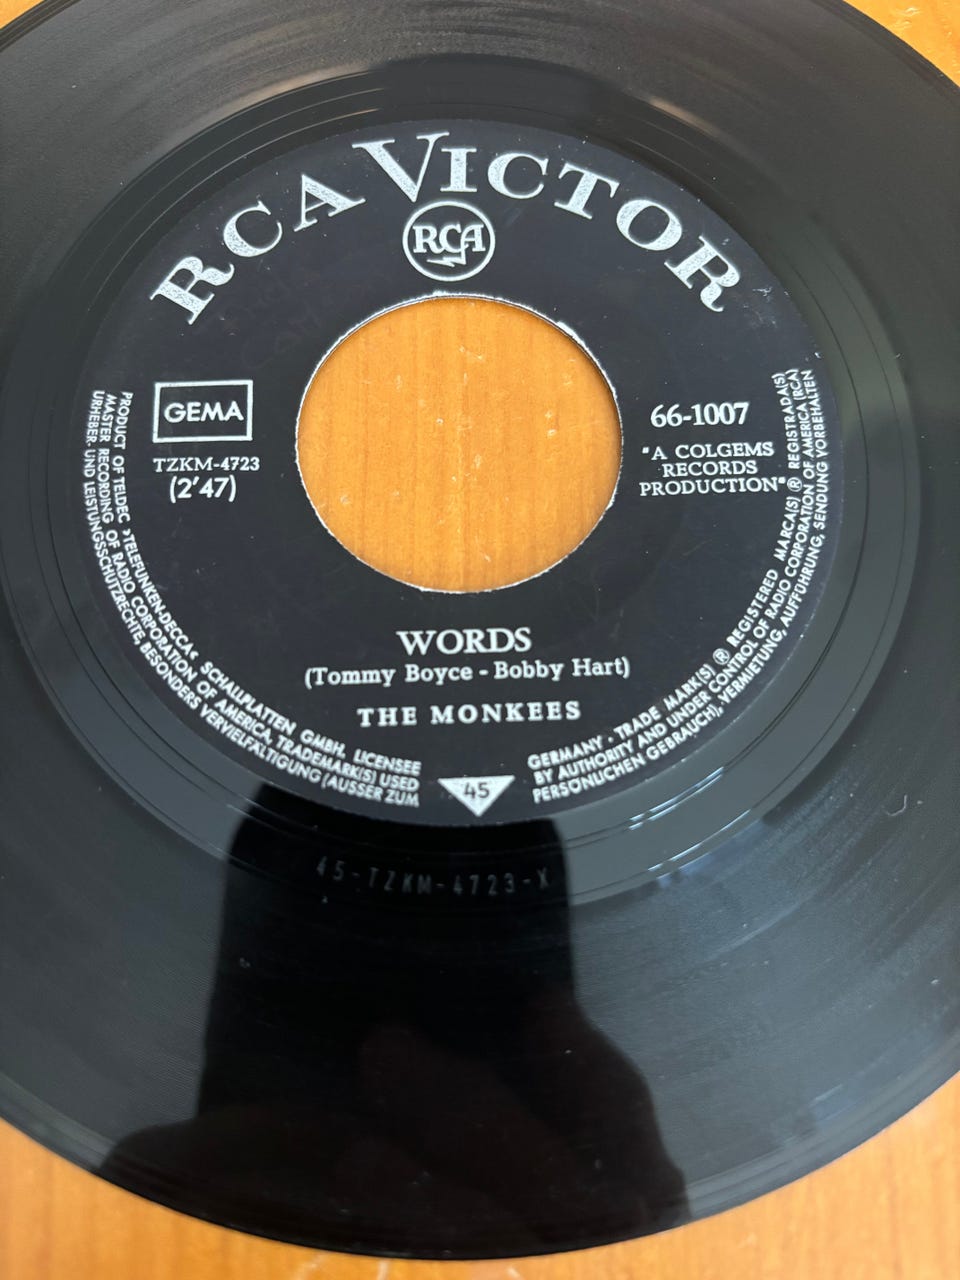 RCA VICTOR
RCA
GEMA
TZKM-4723
(2'47)
66-1007
"A COLGEMS
RECORDS
PRODUCTION"
WORDS
(Tommy Boyce - Bobby Hart)
THE MONKEES
45
PRODUCT OF TELDEC »TELEFUNKEN-DECCA« SCHALLPLATTEN GMBH. LICENSEE
MASTER RECORDING OF RADIO CORPORATION OF AMERICA, TRADEMARK(S) USED
URHEBER- UND LEISTUNGSSCHUTZRECHTE, BESONDERS VERVIELFÄLTIGUNG (AUSSER ZUM
GERMANY · TRADE MARK(S) ® REGISTERED MARCA(S) ® REGISTRADA(S)
BY AUTHORITY AND UNDER CONTROL OF RADIO CORPORATION OF AMERICA (RCA)
PERSÖNLICHEN GEBRAUCH), VERMIETUNG, AUFFÜHRUNG, SENDUNG VORBEHALTEN
45-TZKM-4723-X